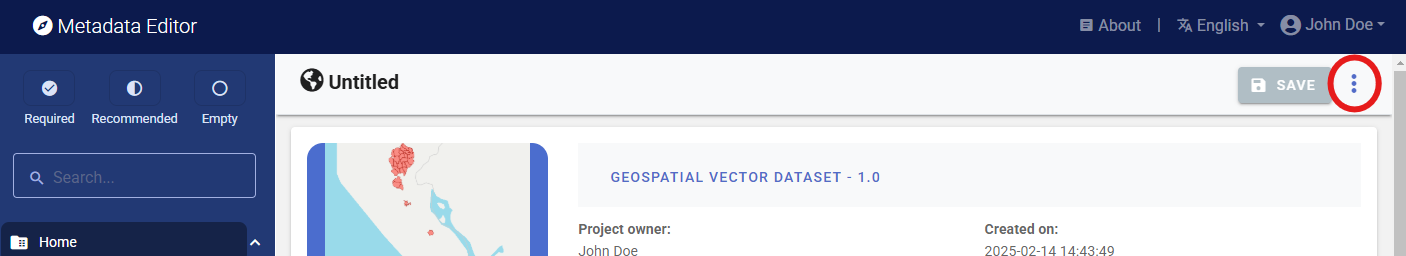 Metadata Editor
About | English John Doe
Required Recommended Empty
Search...
Home
Untitled
SAVE
GEOSPATIAL VECTOR DATASET - 1.0
Project owner:
John Doe
Created on:
2025-02-14 14:43:49